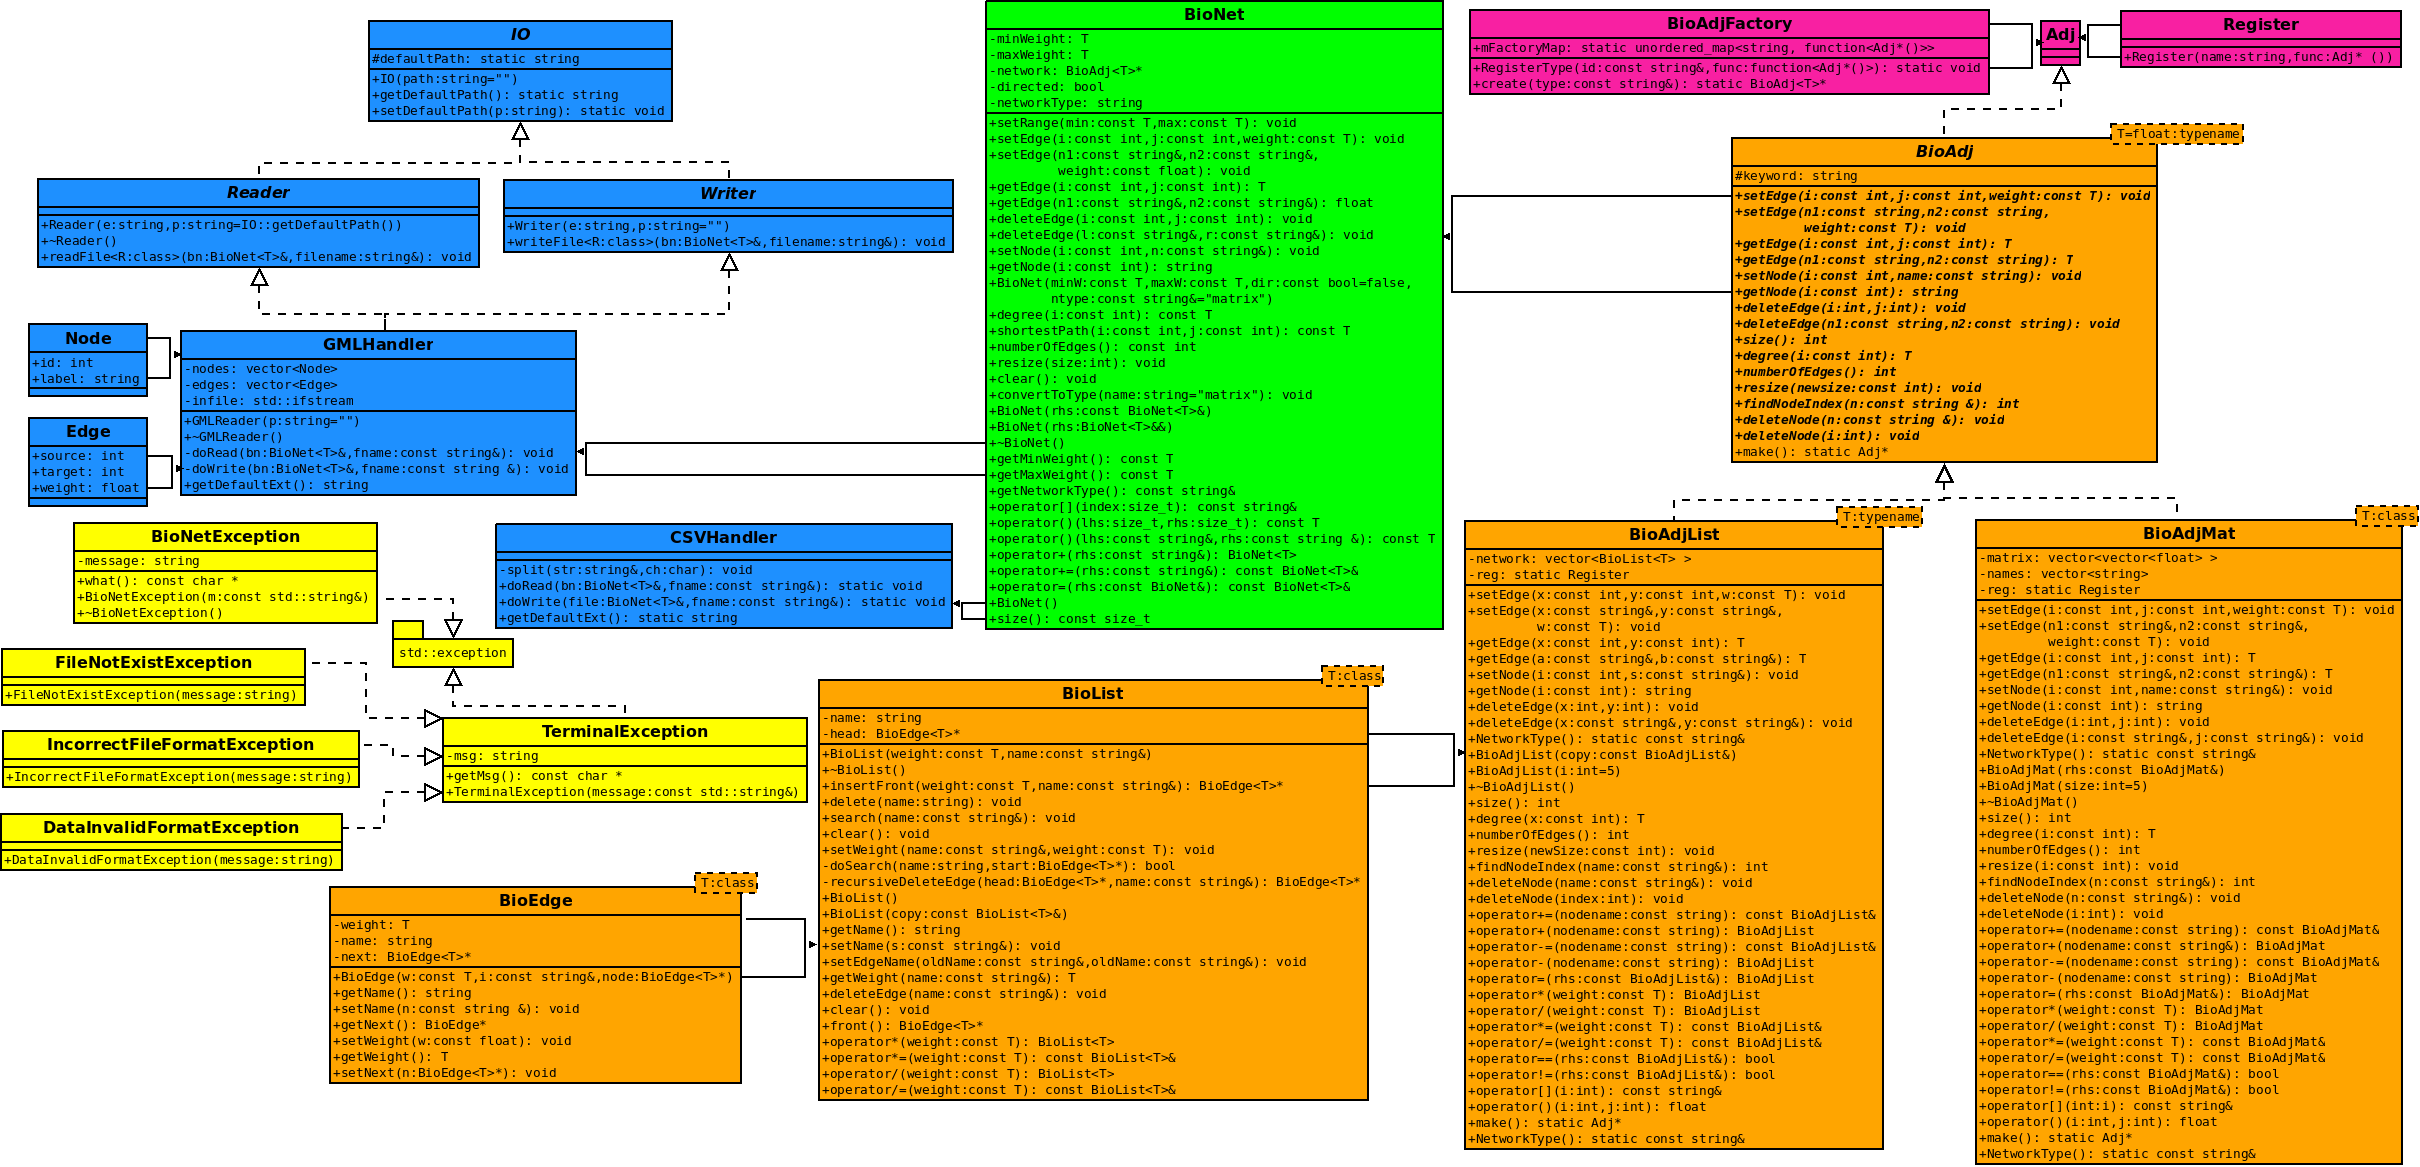 IO
#defaultPath: static string
+IO(path:string="")
+getDefaultPath(): static string
+setDefaultPath(p:string): static void
Reader
+Reader(e:string,p:string=IO::getDefaultPath())
+~Reader()
+readFile<R:class>(bn:BioNet<T>&,filename:string&): void
Writer
+Writer(e:string,p:string="")
+writeFile<R:class>(bn:BioNet<T>&,filename:string&): void
Node
+id: int
+label: string
Edge
+source: int
+target: int
+weight: float
GMLHandler
-nodes: vector<Node>
-edges: vector<Edge>
-infile: std::ifstream
+GMLReader(p:string="")
+~GMLReader()
-doRead(bn:BioNet<T>&,fname:const string&): void
-doWrite(bn:BioNet<T>&,fname:const string &): void
+getDefaultExt(): string
BioNetException
-message: string
+what(): const char *
+BioNetException(m:const std::string&)
+~BioNetException()
CSVHandler
-split(str:string&,ch:char): void
+doRead(bn:BioNet<T>&,fname:const string&): static void
+doWrite(file:BioNet<T>&,fname:const string&): static void
+getDefaultExt(): static string
std::exception
FileNotExistException
+FileNotExistException(message:string)
IncorrectFileFormatException
+IncorrectFileFormatException(message:string)
DataInvalidFormatException
+DataInvalidFormatException(message:string)
TerminalException
-msg: string
+getMsg(): const char *
+TerminalException(message:const std::string&)
T:class
BioEdge
-weight: T
-name: string
-next: BioEdge<T>*
+BioEdge(w:const T,i:const string&,node:BioEdge<T>*)
+getName(): string
+setName(n:const string &): void
+getNext(): BioEdge*
+setWeight(w:const float): void
+getWeight(): T
+setNext(n:BioEdge<T>*): void
BioNet
-minWeight: T
-maxWeight: T
-network: BioAdj<T>*
-directed: bool
-networkType: string
+setRange(min:const T,max:const T): void
+setEdge(i:const int,j:const int,weight:const T): void
+setEdge(n1:const string&,n2:const string&,
weight:const float): void
+getEdge(i:const int,j:const int): T
+getEdge(n1:const string&,n2:const string&): float
+deleteEdge(i:const int,j:const int): void
+deleteEdge(l:const string&,r:const string&): void
+setNode(i:const int,n:const string&): void
+getNode(i:const int): string
+BioNet(minW:const T,maxW:const T,dir:const bool=false,
ntype:const string&="matrix")
+degree(i:const int): const T
+shortestPath(i:const int,j:const int): const T
+numberOfEdges(): const int
+resize(size:int): void
+clear(): void
+convertToType(name:string="matrix"): void
+BioNet(rhs:const BioNet<T>&)
+BioNet(rhs:BioNet<T>&&)
+~BioNet()
+getMinWeight(): const T
+getMaxWeight(): const T
+getNetworkType(): const string&
+operator[](index:size_t): const string&
+operator()(lhs:size_t,rhs:size_t): const T
+operator()(lhs:const string&,rhs:const string &): const T
+operator+(rhs:const string&): BioNet<T>
+operator+=(rhs:const string&): const BioNet<T>&
+operator=(rhs:const BioNet&): const BioNet<T>&
+BioNet()
+size(): const size_t
T:class
BioList
-name: string
-head: BioEdge<T>*
+BioList(weight:const T,name:const string&)
+~BioList()
+insertFront(weight:const T,name:const string&): BioEdge<T>*
+delete(name:string): void
+search(name:const string&): void
+clear(): void
+setWeight(name:const string&,weight:const T): void
-doSearch(name:string,start:BioEdge<T>*): bool
-recursiveDeleteEdge(head:BioEdge<T>*,name:const string&): BioEdge<T>*
+BioList()
+BioList(copy:const BioList<T>&)
+getName(): string
+setName(s:const string&): void
+setEdgeName(oldName:const string&,oldName:const string&): void
+getWeight(name:const string&): T
+deleteEdge(name:const string&): void
+clear(): void
+front(): BioEdge<T>*
+operator*(weight:const T): BioList<T>
+operator*=(weight:const T): const BioList<T>&
+operator/(weight:const T): BioList<T>
+operator/=(weight:const T): const BioList<T>&
BioAdjFactory
+mFactoryMap: static unordered_map<string, function<Adj*()>>
+RegisterType(id:const string&,func:function<Adj*()>): static void
+create(type:const string&): static BioAdj<T>*
Adj
Register
+Register(name:string,func:Adj* ())
T=float:typename
BioAdj
#keyword: string
+setEdge(i:const int,j:const int,weight:const T): void
+setEdge(n1:const string,n2:const string,
weight:const T): void
+getEdge(i:const int,j:const int): T
+getEdge(n1:const string,n2:const string): T
+setNode(i:const int,name:const string): void
+getNode(i:const int): string
+deleteEdge(i:int,j:int): void
+deleteEdge(n1:const string,n2:const string): void
+size(): int
+degree(i:const int): T
+numberOfEdges(): int
+resize(newsize:const int): void
+findNodeIndex(n:const string &): int
+deleteNode(n:const string &): void
+deleteNode(i:int): void
+make(): static Adj*
T:typename
BioAdjList
-network: vector<BioList<T> >
-reg: static Register
+setEdge(x:const int,y:const int,w:const T): void
+setEdge(x:const string&,y:const string&,
w:const T): void
+getEdge(x:const int,y:const int): T
+getEdge(a:const string&,b:const string&): T
+setNode(i:const int,s:const string&): void
+getNode(i:const int): string
+deleteEdge(x:int,y:int): void
+deleteEdge(x:const string&,y:const string&): void
+NetworkType(): static const string&
+BioAdjList(copy:const BioAdjList&)
+BioAdjList(i:int=5)
+~BioAdjList()
+size(): int
+degree(x:const int): T
+numberOfEdges(): int
+resize(newSize:const int): void
+findNodeIndex(name:const string&): int
+deleteNode(name:const string&): void
+deleteNode(index:int): void
+operator+=(nodename:const string): const BioAdjList&
+operator+(nodename:const string): BioAdjList
+operator-=(nodename:const string): const BioAdjList&
+operator-(nodename:const string): BioAdjList
+operator=(rhs:const BioAdjList&): BioAdjList
+operator*(weight:const T): BioAdjList
+operator/(weight:const T): BioAdjList
+operator*=(weight:const T): const BioAdjList&
+operator/=(weight:const T): const BioAdjList&
+operator==(rhs:const BioAdjList&): bool
+operator!=(rhs:const BioAdjList&): bool
+operator[](i:int): const string&
+operator()(i:int,j:int): float
+make(): static Adj*
+NetworkType(): static const string&
T:class
BioAdjMat
-matrix: vector<vector<float> >
-names: vector<string>
-reg: static Register
+setEdge(i:const int,j:const int,weight:const T): void
+setEdge(n1:const string&,n2:const string&,
weight:const T): void
+getEdge(i:const int,j:const int): T
+getEdge(n1:const string&,n2:const string&): T
+setNode(i:const int,name:const string&): void
+getNode(i:const int): string
+deleteEdge(i:int,j:int): void
+deleteEdge(i:const string&,j:const string&): void
+NetworkType(): static const string&
+BioAdjMat(rhs:const BioAdjMat&)
+BioAdjMat(size:int=5)
+~BioAdjMat()
+size(): int
+degree(i:const int): T
+numberOfEdges(): int
+resize(i:const int): void
+findNodeIndex(n:const string&): int
+deleteNode(n:const string&): void
+deleteNode(i:int): void
+operator+=(nodename:const string): const BioAdjMat&
+operator+(nodename:const string&): BioAdjMat
+operator-=(nodename:const string): const BioAdjMat&
+operator-(nodename:const string): BioAdjMat
+operator=(rhs:const BioAdjMat&): BioAdjMat
+operator*(weight:const T): BioAdjMat
+operator/(weight:const T): BioAdjMat
+operator*=(weight:const T): const BioAdjMat&
+operator/=(weight:const T): const BioAdjMat&
+operator==(rhs:const BioAdjMat&): bool
+operator!=(rhs:const BioAdjMat&): bool
+operator[](int:i): const string&
+operator()(i:int,j:int): float
+make(): static Adj*
+NetworkType(): static const string&